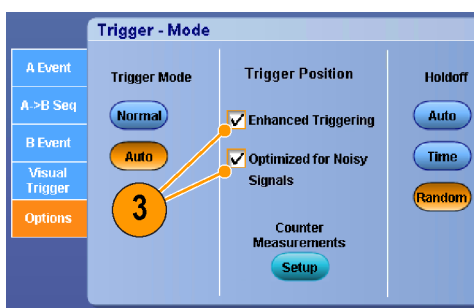 Trigger - Mode
A Event
A->B Seq
B Event
Visual
Trigger
Options
Trigger Mode
Normal
Auto
3
Trigger Position
Enhanced Triggering
Optimized for Noisy
Signals
Counter
Measurements
Setup
Holdoff
Auto
Time
Random